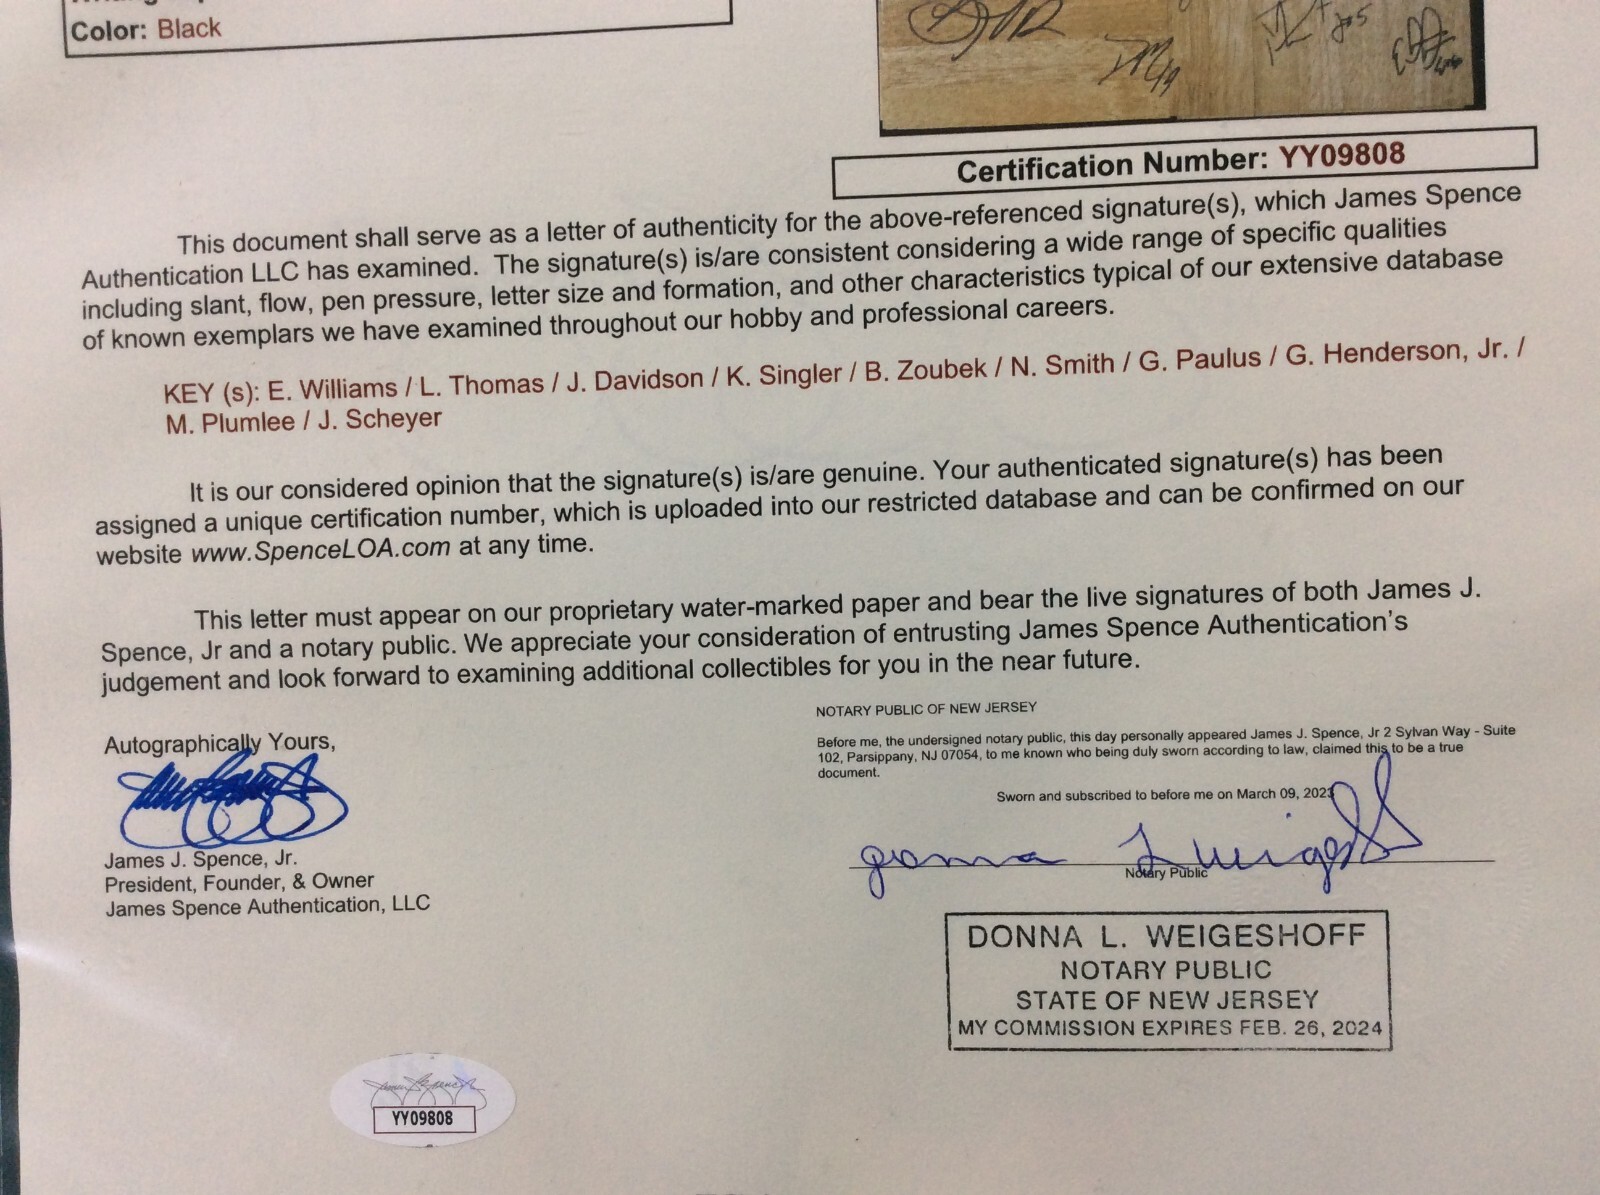 Color: Black
Certification Number: YY09808
This document shall serve as a letter of authenticity for the above-referenced signature(s), which James Spence
Authentication LLC has examined.  The signature(s) is/are consistent considering a wide range of specific qualities
including slant, flow, pen pressure, letter size and formation, and other characteristics typical of our extensive database
of known exemplars we have examined throughout our hobby and professional careers.
KEY (s): E. Williams / L. Thomas / J. Davidson / K. Singler / B. Zoubek / N. Smith / G. Paulus / G. Henderson, Jr. /
M. Plumlee / J. Scheyer
It is our considered opinion that the signature(s) is/are genuine. Your authenticated signature(s) has been
assigned a unique certification number, which is uploaded into our restricted database and can be confirmed on our
website www.SpenceLOA.com at any time.
This letter must appear on our proprietary water-marked paper and bear the live signatures of both James J.
Spence, Jr and a notary public. We appreciate your consideration of entrusting James Spence Authentication's
judgement and look forward to examining additional collectibles for you in the near future.
NOTARY PUBLIC OF NEW JERSEY
Before me, the undersigned notary public, this day personally appeared James J. Spence, Jr 2 Sylvan Way - Suite
102, Parsippany, NJ 07054, to me known who being duly sworn according to law, claimed this to be a true
document.
Sworn and subscribed to before me on March 09, 2023
Notary Public
Autographically Yours,
James J. Spence, Jr.
President, Founder, & Owner
James Spence Authentication, LLC
DONNA L. WEIGESHOFF
NOTARY PUBLIC
STATE OF NEW JERSEY
MY COMMISSION EXPIRES FEB. 26, 2024
YY09808